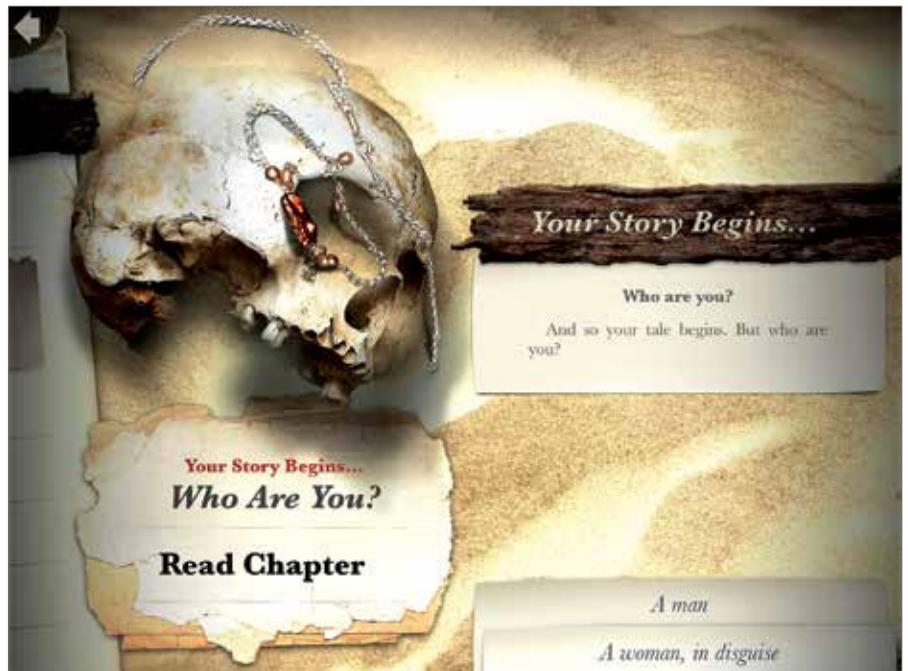 Your Story Begins...
Who are you?
And so your tale begins. But who are
you?
Your Story Begins...
Who Are You?
Read Chapter
A man
A woman, in disguise